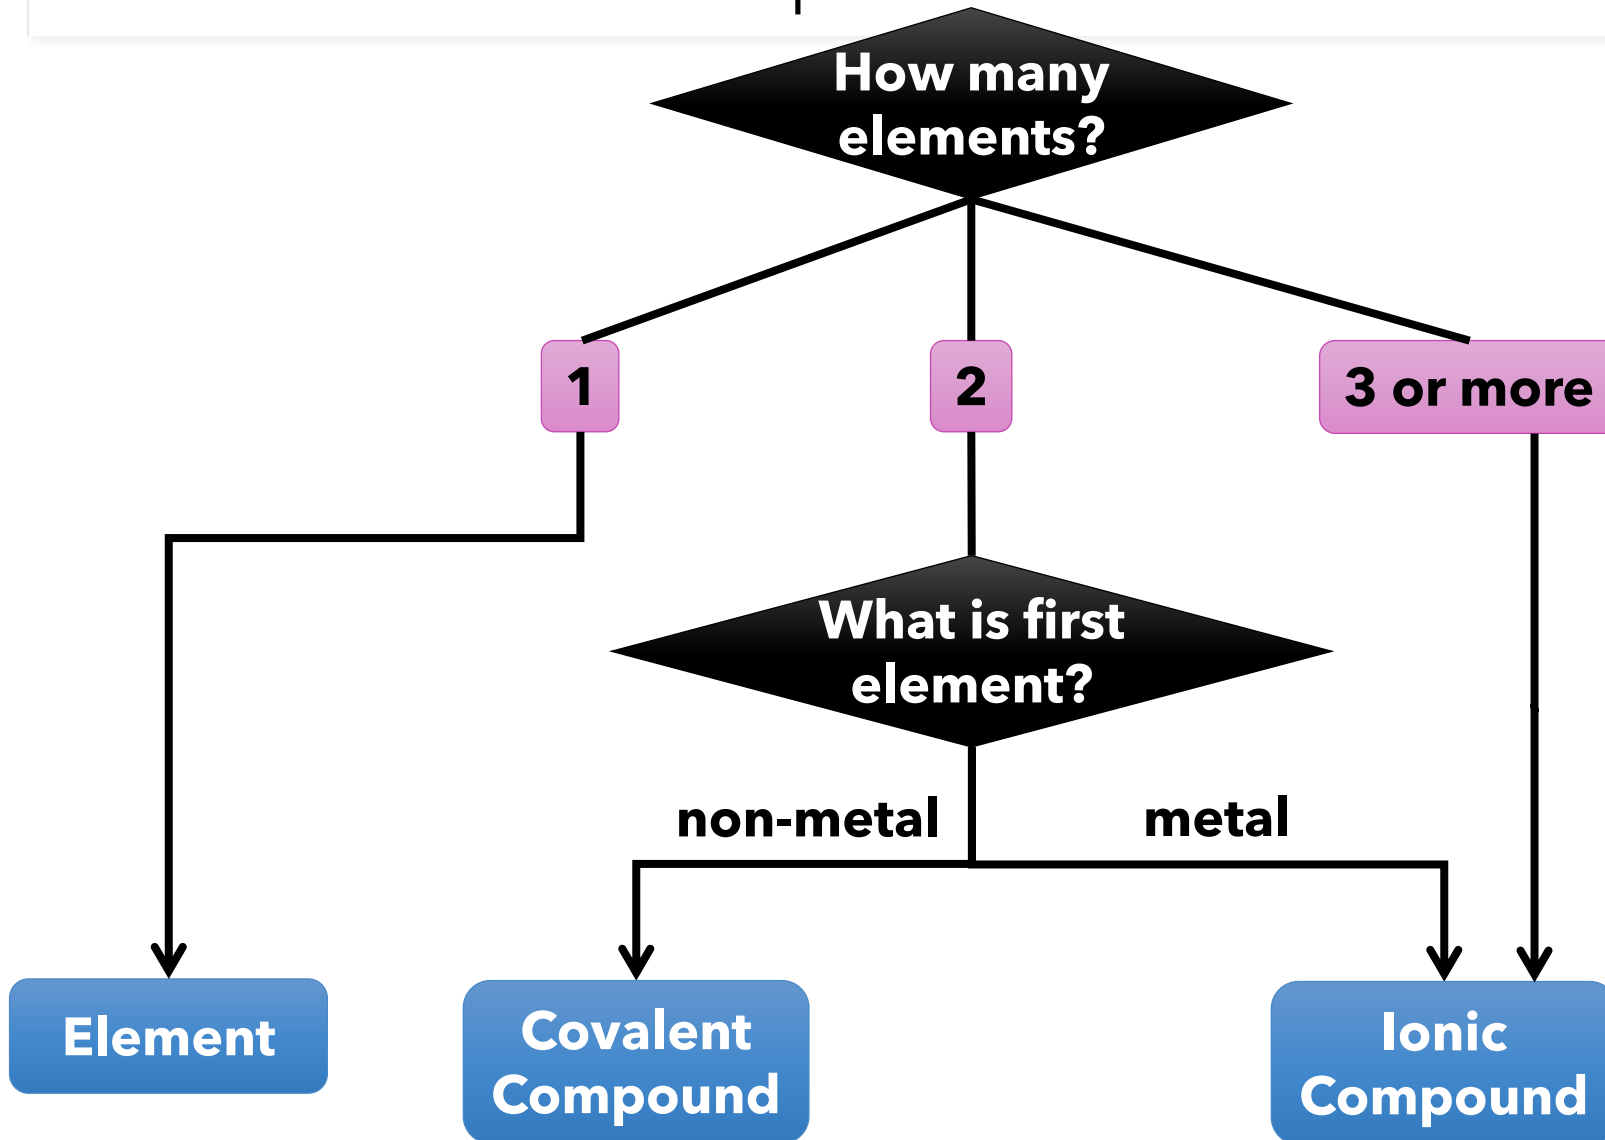 How many
elements?
1
2
3 or more
What is first
element?
non-metal
metal
Element
Covalent
Compound
Ionic
Compound